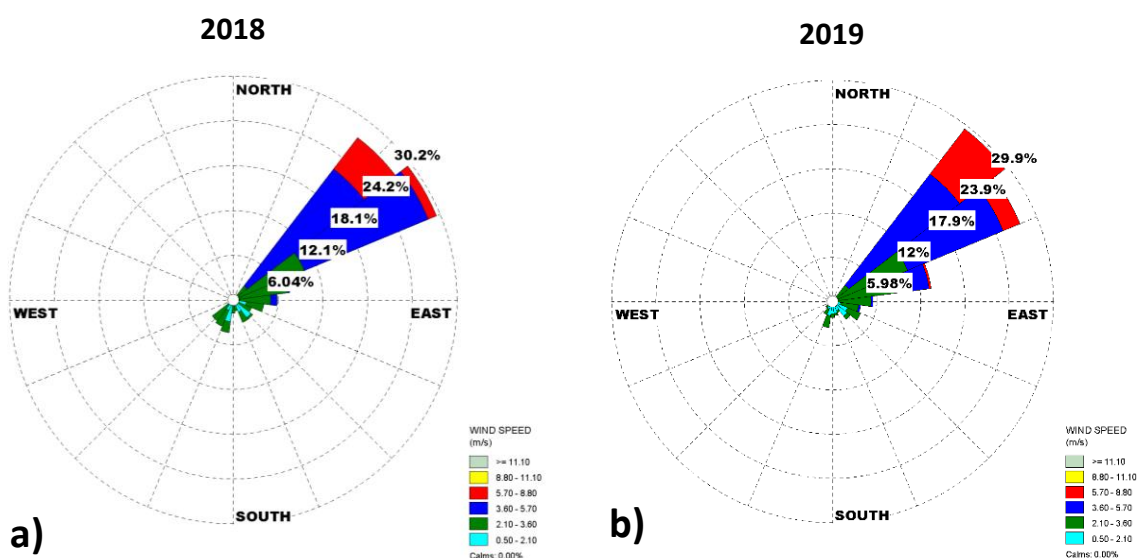 2018
NORTH
30.2%
24.2%
18.1%
12.1%
6.04%
WEST
EAST
SOUTH
WIND SPEED
(m/s)
>= 11.10
8.80 - 11.10
5.70 - 8.80
3.60 - 5.70
2.10 - 3.60
0.50 - 2.10
Calms: 0.00%
a)
2019
NORTH
29.9%
23.9%
17.9%
12%
5.98%
WEST
EAST
SOUTH
WIND SPEED
(m/s)
>= 11.10
8.80 - 11.10
5.70 - 8.80
3.60 - 5.70
2.10 - 3.60
0.50 - 2.10
Calms: 0.00%
b)